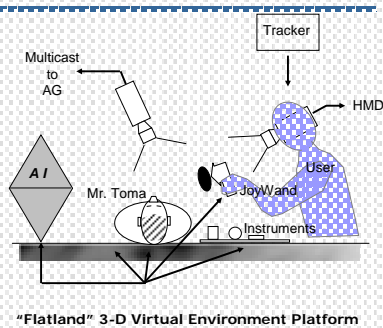 Tracker
Multicast
to
AG
HMD
User
A I
Mr. Toma
JoyWand
Instruments
“Flatland” 3-D Virtual Environment Platform